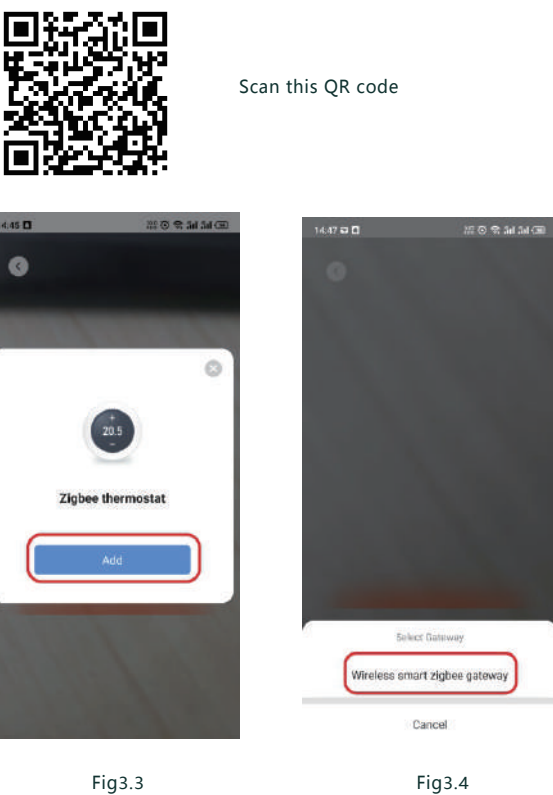 Scan this QR code
4:45
14:47
+
20.5
−
Zigbee thermostat
Add
Select Gateway
Wireless smart zigbee gateway
Cancel
Fig3.3
Fig3.4